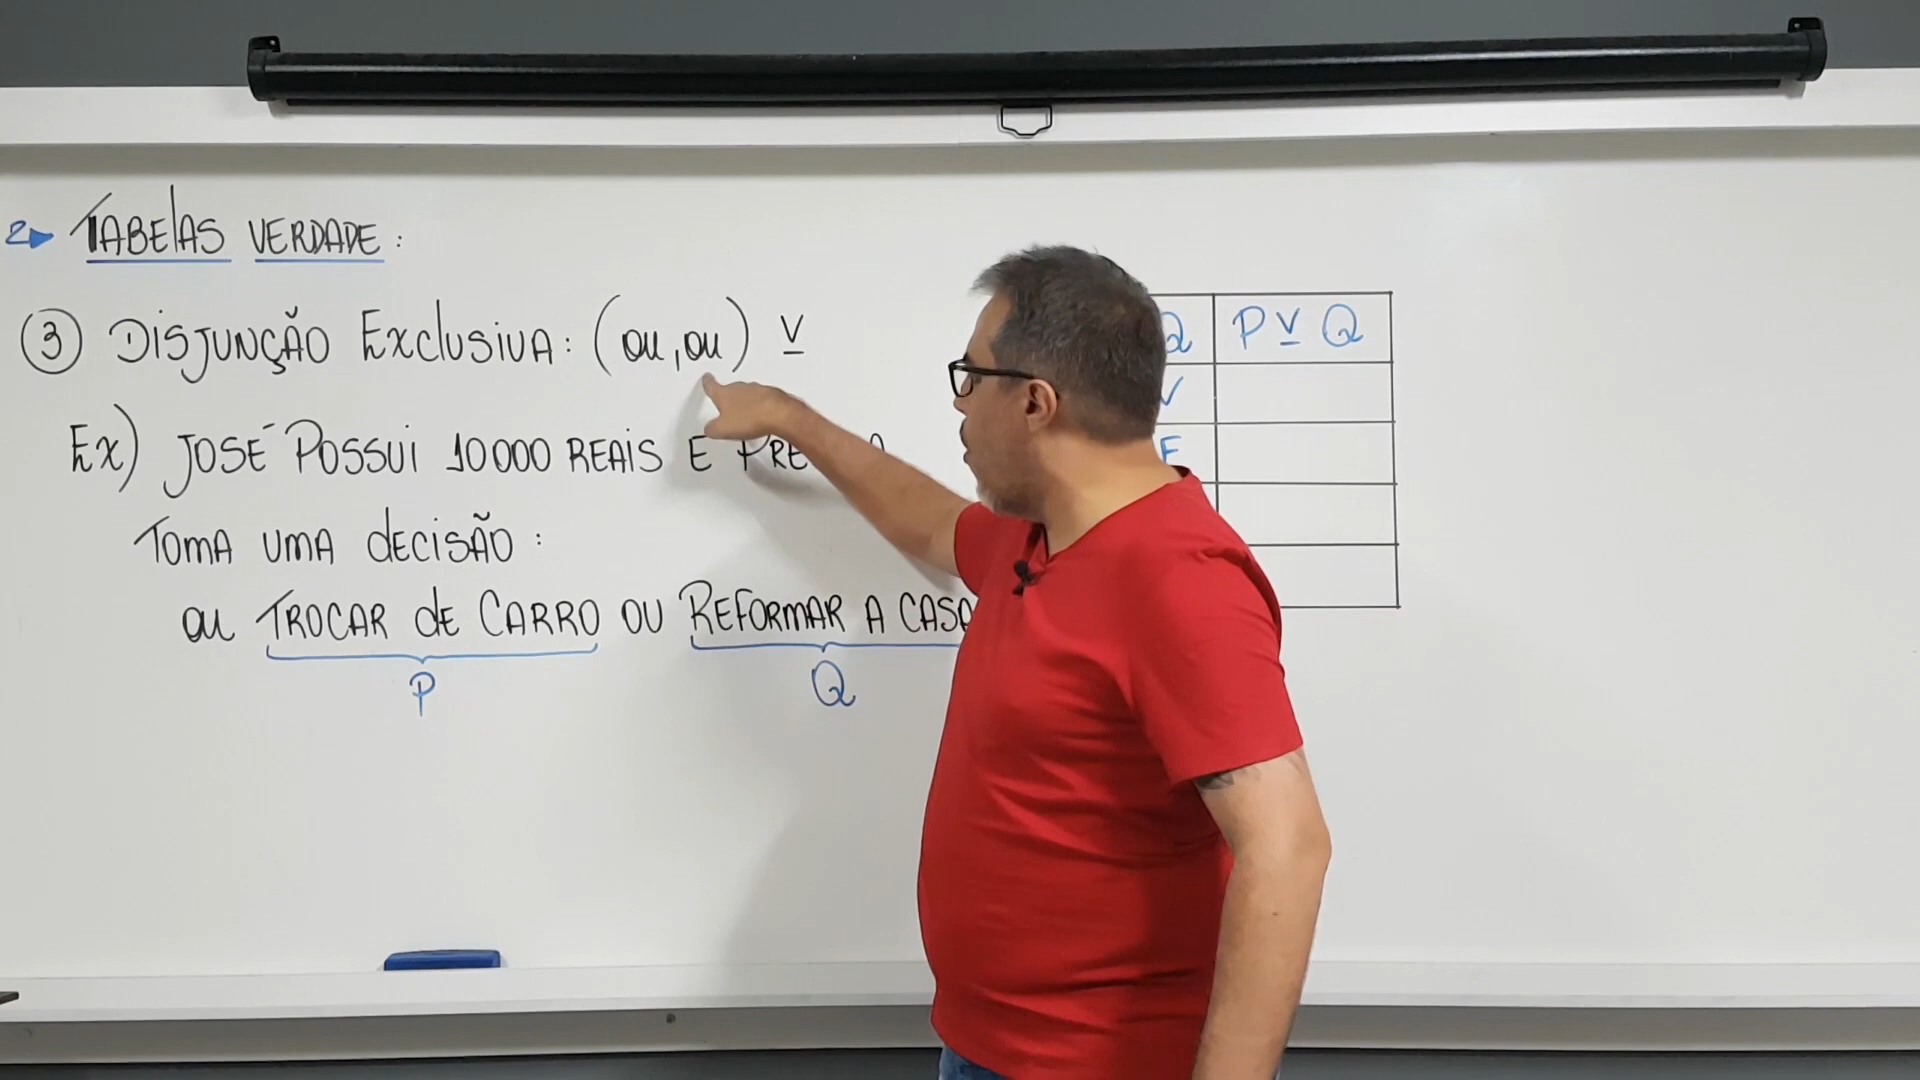 2▸ TABELAS VERDADE:
③ DISJUNÇÃO EXCLUSIVA: (ou, ou) V̲
Ex) JOSÉ POSSUI 10000 REAIS E
TOMA UMA DECISÃO:
ou TROCAR DE CARRO OU REFORMAR A CASA
P Q
Q P V̲ Q
V
F